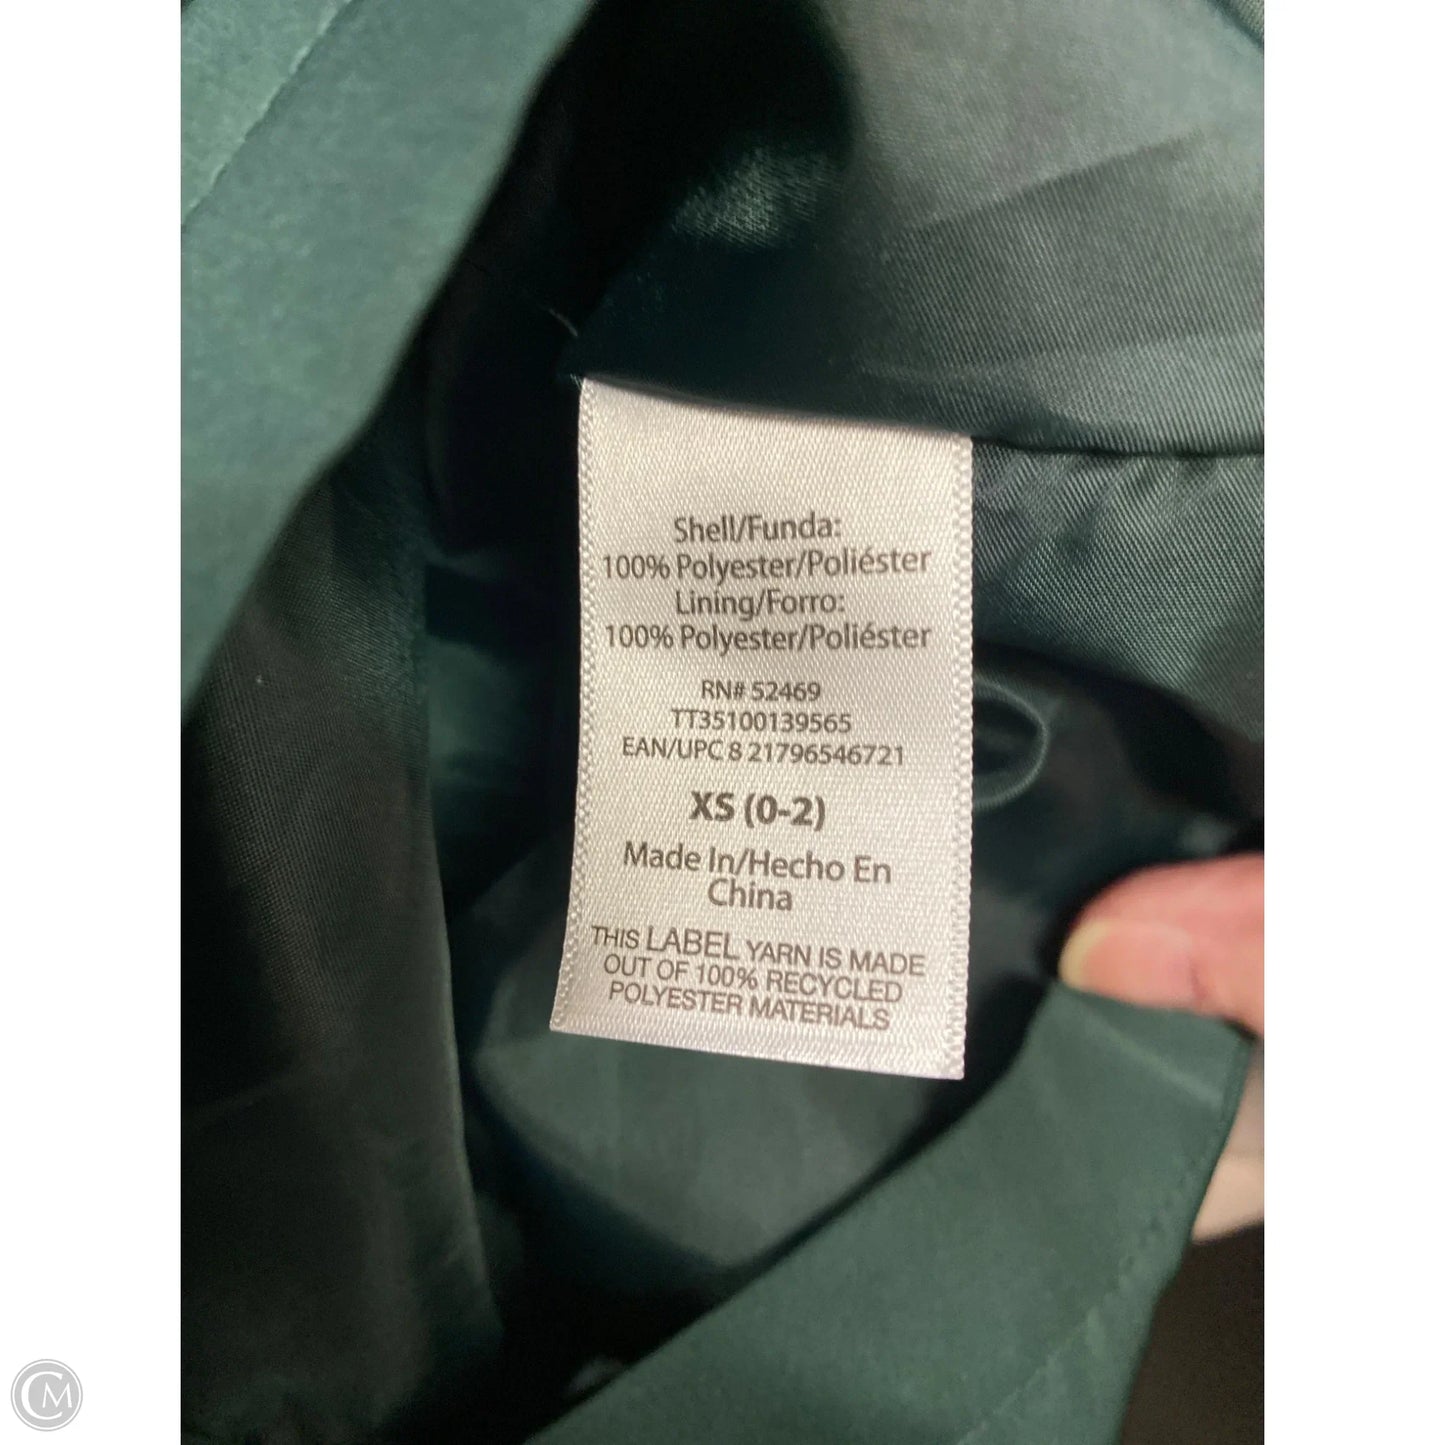 Shell/Funda:
100% Polyester/Poliéster
Lining/Forro:
100% Polyester/Poliéster
RN# 52469
TT35100139565
EAN/UPC 8 21796546721
XS (0-2)
Made In/Hecho En
China
THIS LABEL YARN IS MADE
OUT OF 100% RECYCLED
POLYESTER MATERIALS
CM